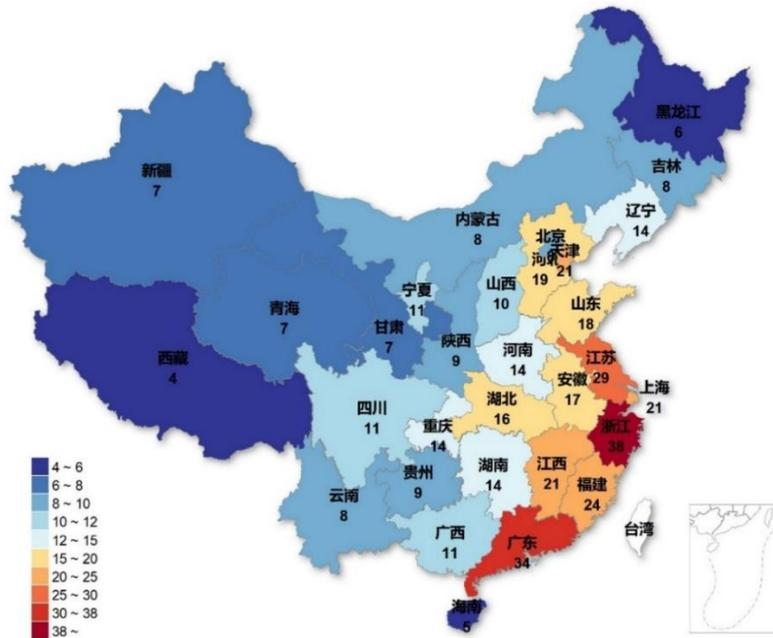 黑龙江
6
吉林
8
新疆
7
辽宁
14
内蒙古
8
北京
天津
21
河北
19
宁夏
11
山西
10
山东
18
青海
7
甘肃
7
陕西
9
河南
14
西藏
4
江苏
29
安徽
17
上海
21
四川
11
湖北
16
重庆
14
浙江
38
湖南
14
江西
21
贵州
9
云南
8
福建
24
广西
11
广东
34
台湾
海南
5
4 ~ 6
6 ~ 8
8 ~ 10
10 ~ 12
12 ~ 15
15 ~ 20
20 ~ 25
25 ~ 30
30 ~ 38
38 ~